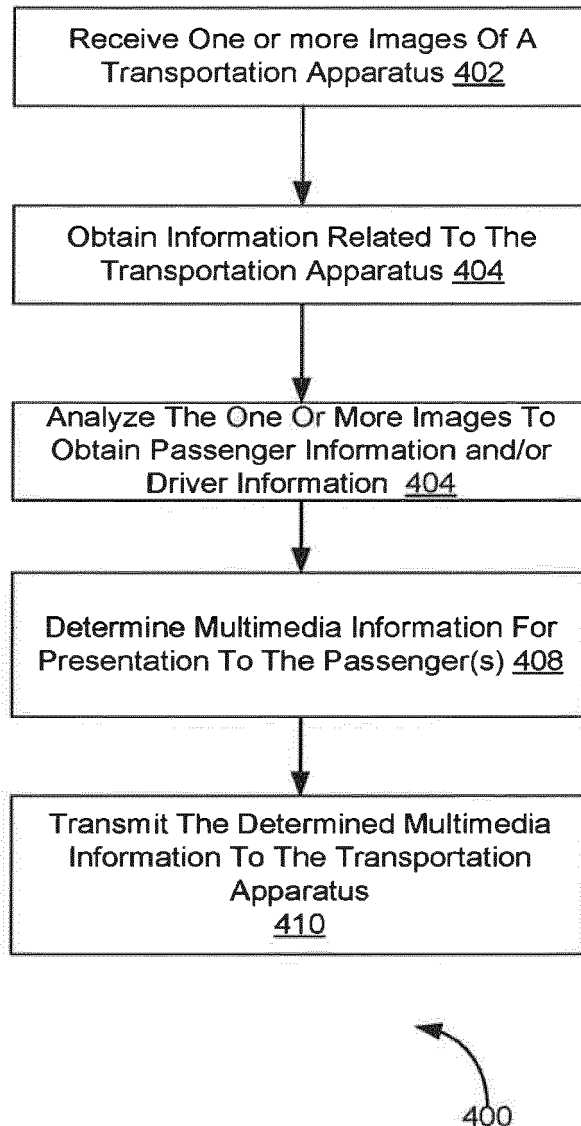 Receive One or more Images Of A
Transportation Apparatus 402
Obtain Information Related To The
Transportation Apparatus 404
Analyze The One Or More Images To
Obtain Passenger Information and/or
Driver Information 404
Determine Multimedia Information For
Presentation To The Passenger(s) 408
Transmit The Determined Multimedia
Information To The Transportation
Apparatus
410
400